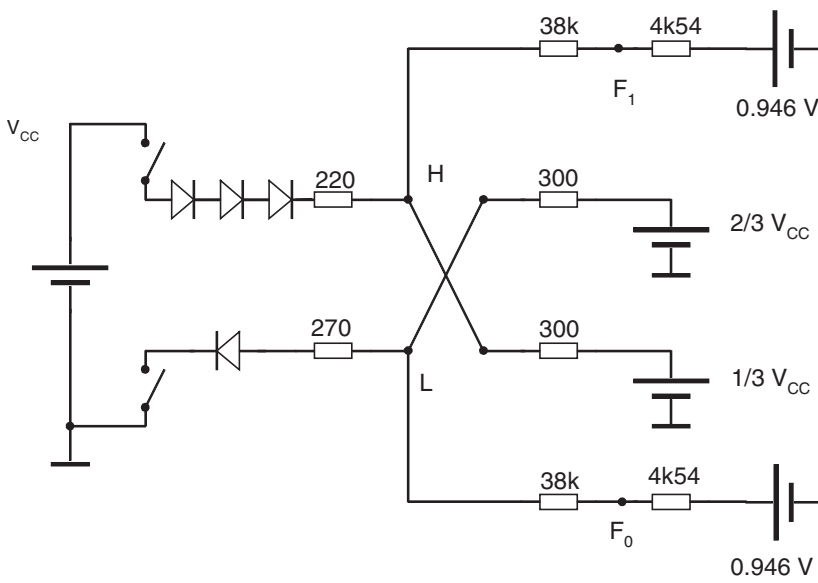 38k 4k54
F1
0.946 V
VCC
220 H 300
2/3 VCC
270 300
L 1/3 VCC
38k 4k54
F0
0.946 V